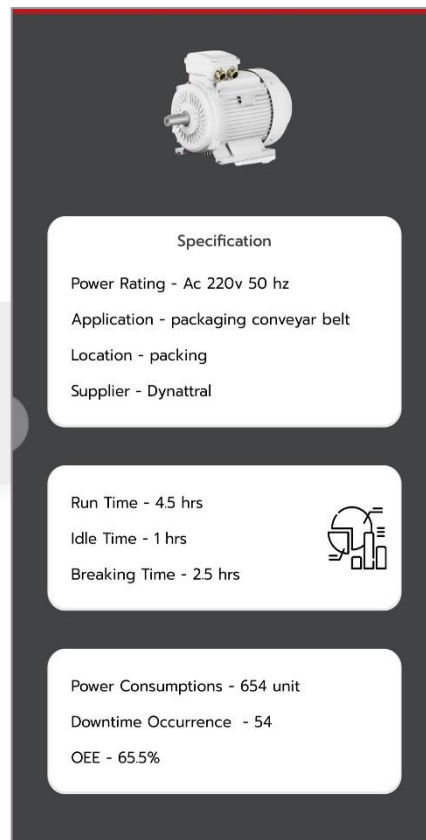 Specification
Power Rating - Ac 220v 50 hz
Application - packaging conveyar belt
Location - packing
Supplier - Dynattral
Run Time - 4.5 hrs
Idle Time - 1 hrs
Breaking Time - 2.5 hrs
Power Consumptions - 654 unit
Downtime Occurrence - 54
OEE - 65.5%